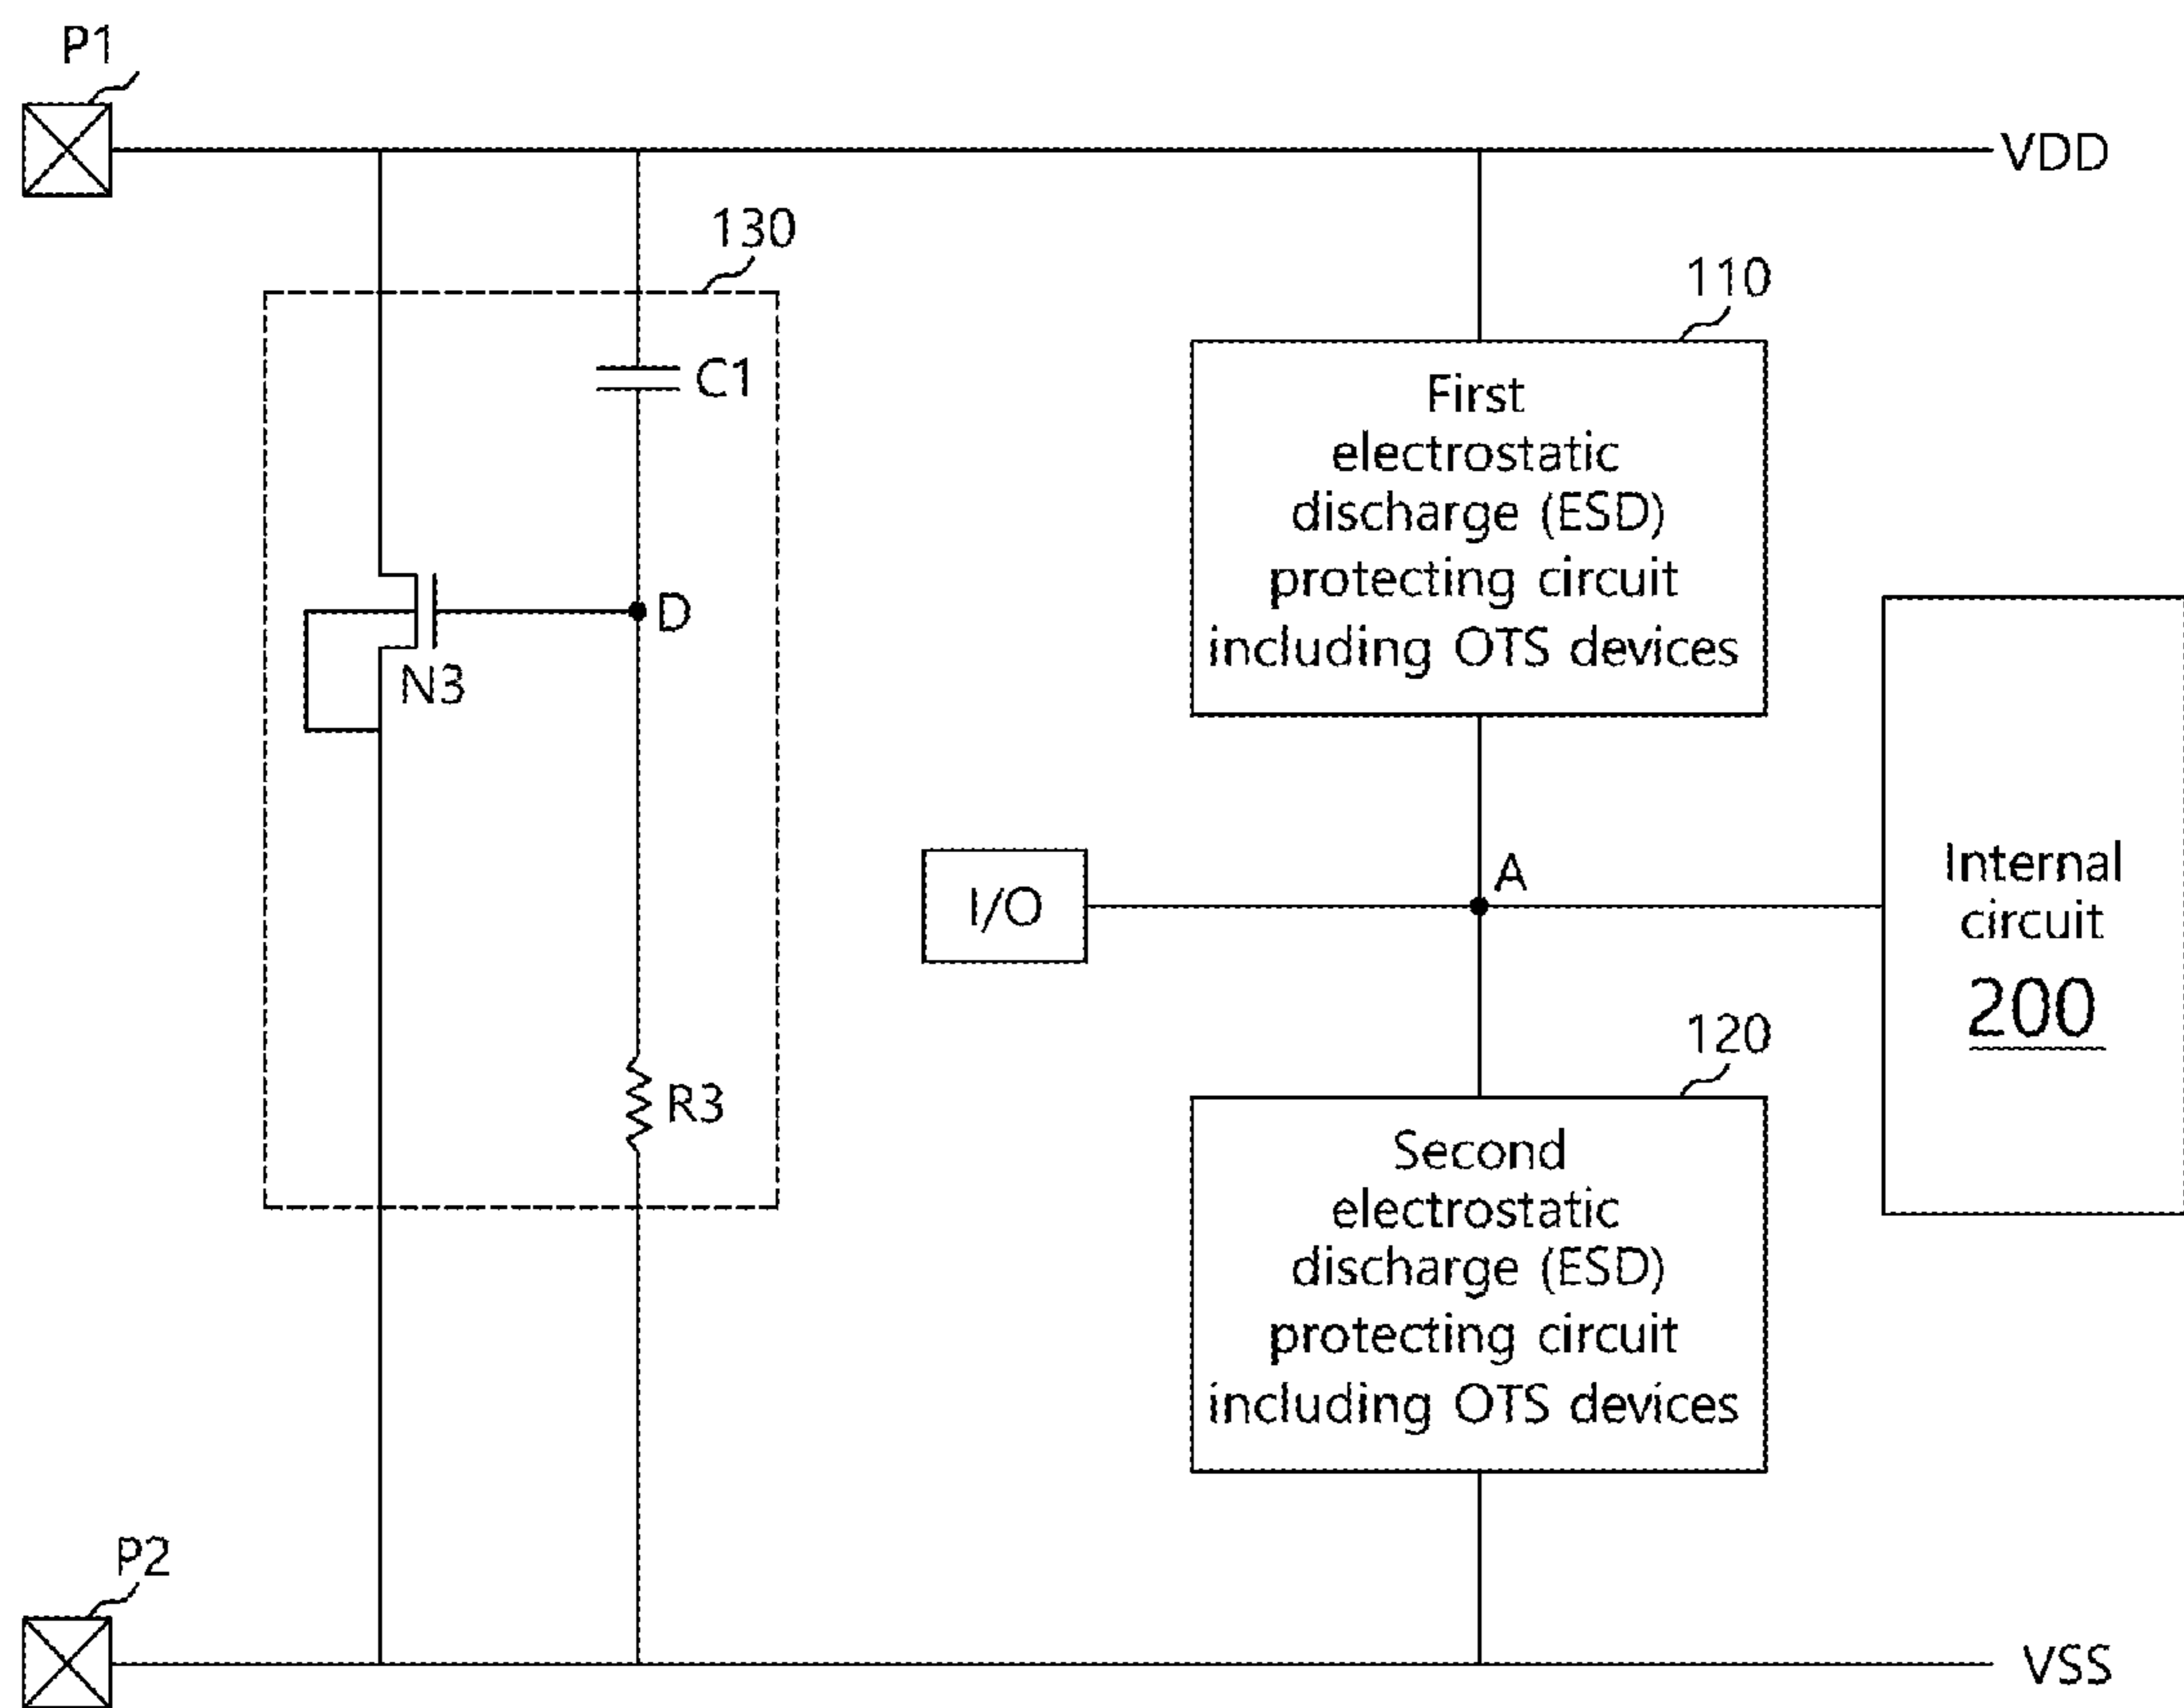 P1
VDD
130
110
C1
First
electrostatic
discharge (ESD)
protecting circuit
including OTS devices
D
N3
I/O
A
Internal
circuit
200
120
R3
Second
electrostatic
discharge (ESD)
protecting circuit
including OTS devices
P2
VSS